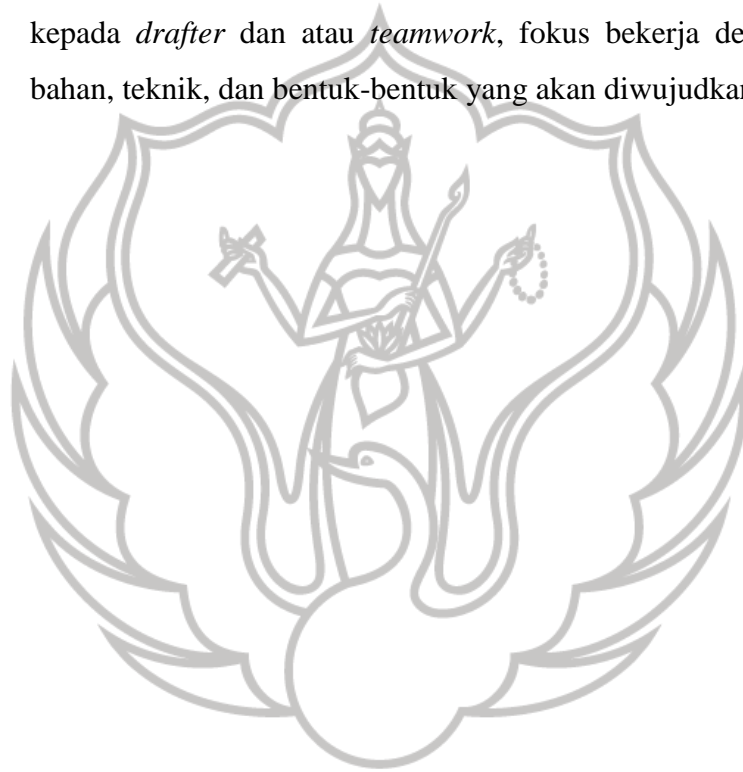 kepada drafter dan atau teamwork, fokus bekerja de
bahan, teknik, dan bentuk-bentuk yang akan diwujudkan